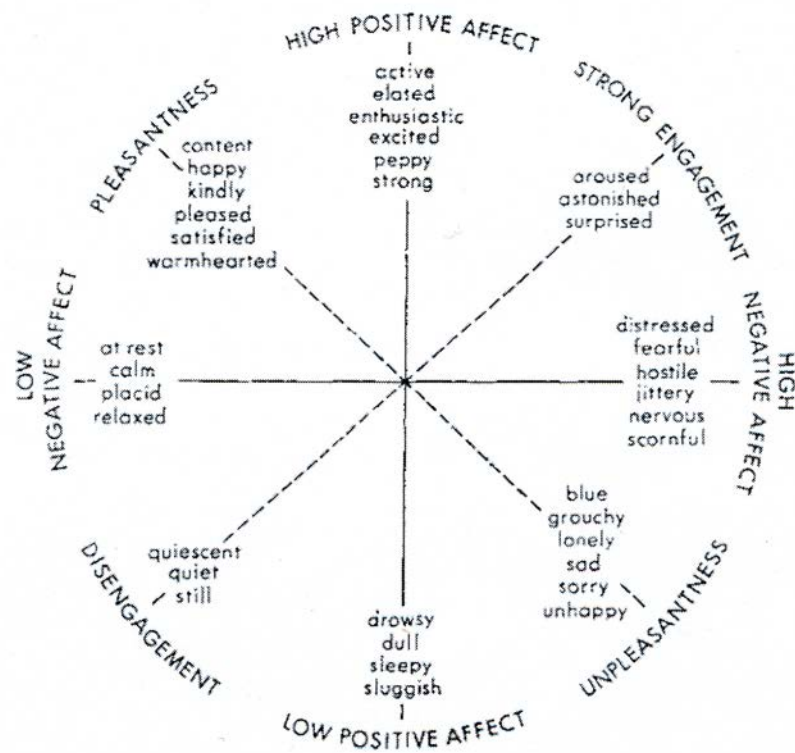 HIGH POSITIVE AFFECT
active
elated
enthusiastic
excited
peppy
strong
STRONG ENGAGEMENT
aroused
astonished
surprised
PLEASANTNESS
content
happy
kindly
pleased
satisfied
warmhearted
LOW
NEGATIVE AFFECT
at rest
calm
placid
relaxed
HIGH
NEGATIVE AFFECT
distressed
fearful
hostile
jittery
nervous
scornful
DISENGAGEMENT
quiescent
quiet
still
UNPLEASANTNESS
blue
grouchy
lonely
sad
sorry
unhappy
drowsy
dull
sleepy
sluggish
LOW POSITIVE AFFECT